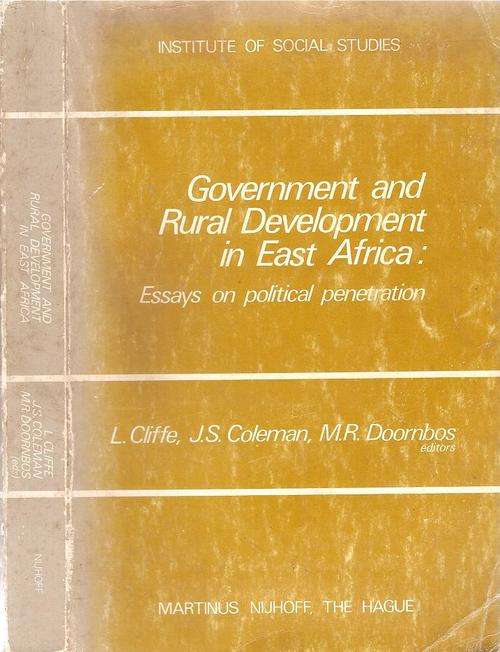 INSTITUTE OF SOCIAL STUDIES
Government and
Rural Development
in East Africa:
Essays on political penetration
L. Cliffe, J.S. Coleman, M.R. Doornbos
editors
MARTINUS NIJHOFF, THE HAGUE
GOVERNMENT AND
RURAL DEVELOPMENT
IN EAST AFRICA
L. CLIFFE
J.S. COLEMAN
M.R. DOORNBOS
(eds)
NIJHOFF